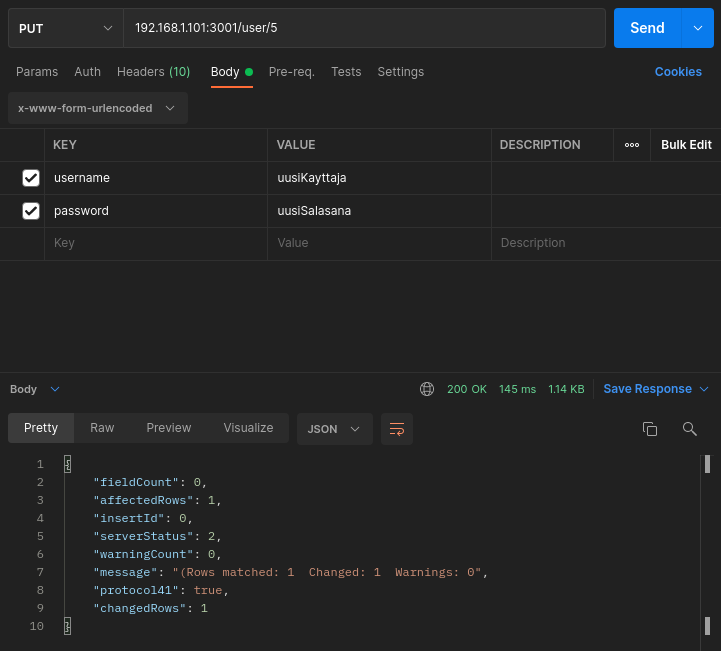 PUT 192.168.1.101:3001/user/5 Send
Params Auth Headers (10) Body Pre-req. Tests Settings Cookies
x-www-form-urlencoded
KEY VALUE DESCRIPTION ooo Bulk Edit
username uusiKayttaja
password uusiSalasana
Key Value Description
Body 200 OK 145 ms 1.14 KB Save Response
Pretty Raw Preview Visualize JSON
1 {
2 "fieldCount": 0,
3 "affectedRows": 1,
4 "insertId": 0,
5 "serverStatus": 2,
6 "warningCount": 0,
7 "message": "(Rows matched: 1  Changed: 1  Warnings: 0",
8 "protocol41": true,
9 "changedRows": 1
10 }